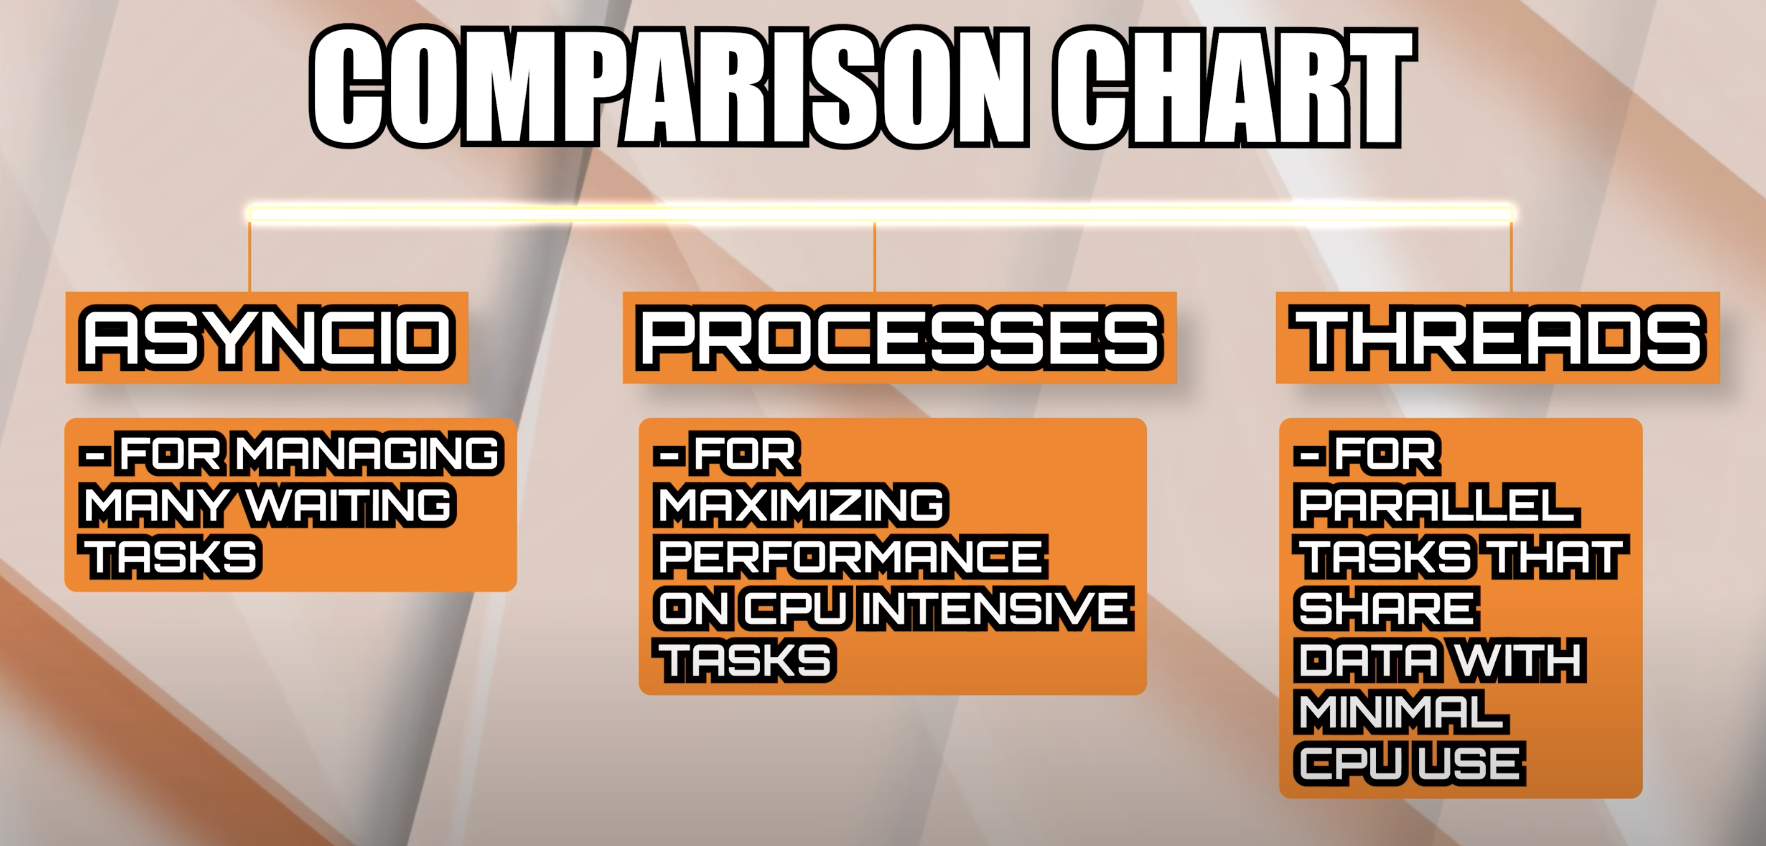 COMPARISON CHART
ASYNCIO
- FOR MANAGING
MANY WAITING
TASKS
PROCESSES
- FOR
MAXIMIZING
PERFORMANCE
ON CPU INTENSIVE
TASKS
THREADS
- FOR
PARALLEL
TASKS THAT
SHARE
DATA WITH
MINIMAL
CPU USE